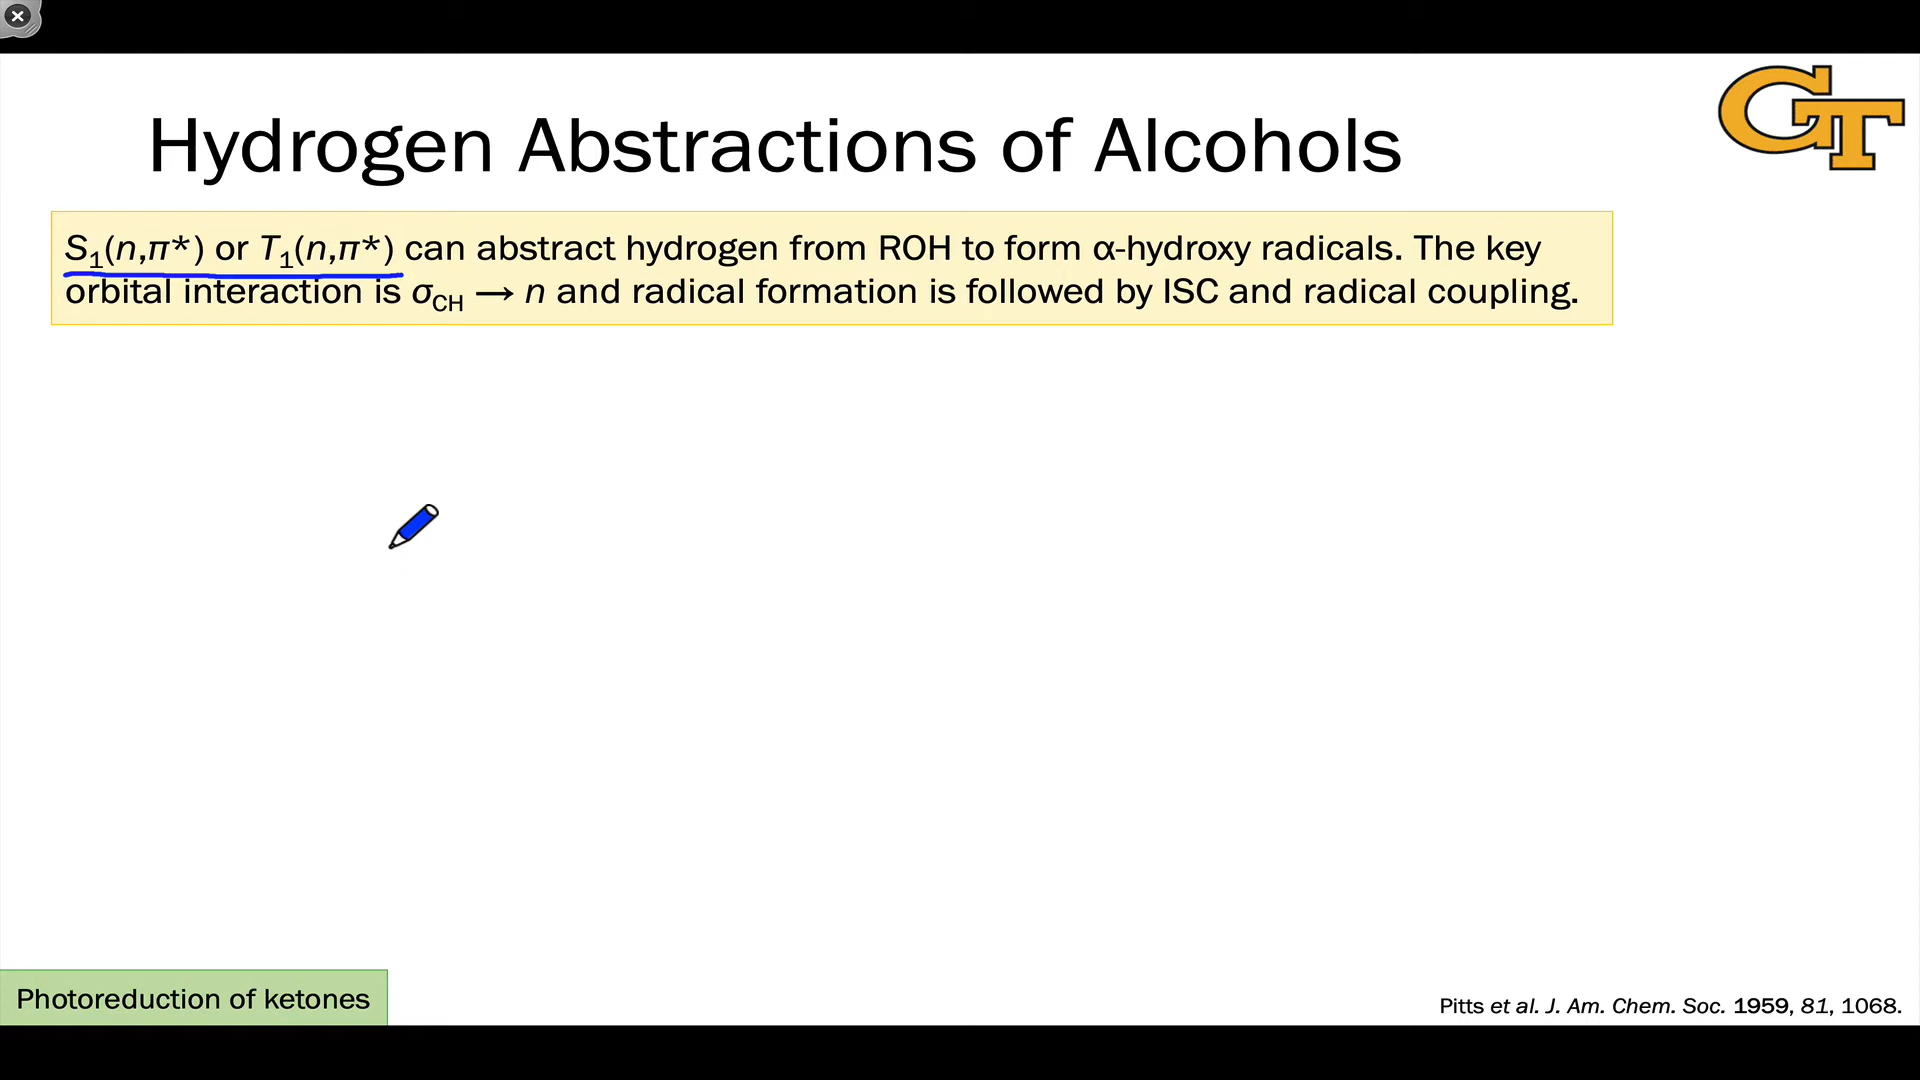 GT
Hydrogen Abstractions of Alcohols
S₁(n,π*) or T₁(n,π*) can abstract hydrogen from ROH to form α-hydroxy radicals. The key
orbital interaction is σCH → n and radical formation is followed by ISC and radical coupling.
Photoreduction of ketones
Pitts et al. J. Am. Chem. Soc. 1959, 81, 1068.